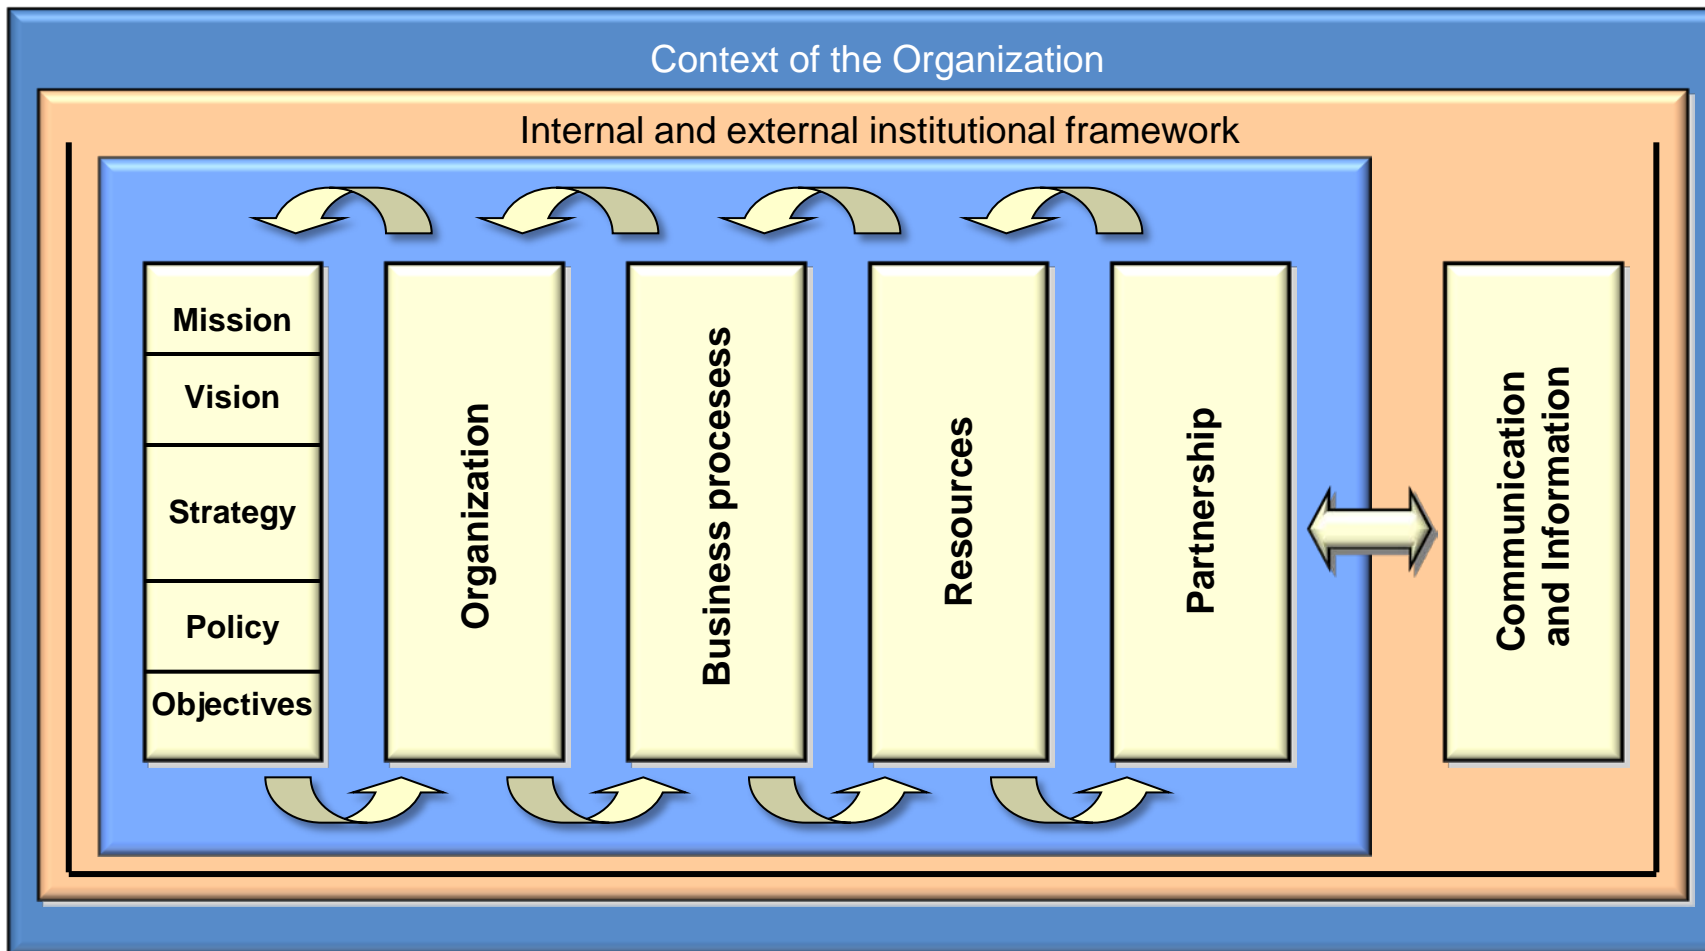 Context of the Organization
Internal and external institutional framework
Mission
Vision
Strategy
Policy
Objectives
Organization
Business procesess
Resources
Partnership
Communication
and Information